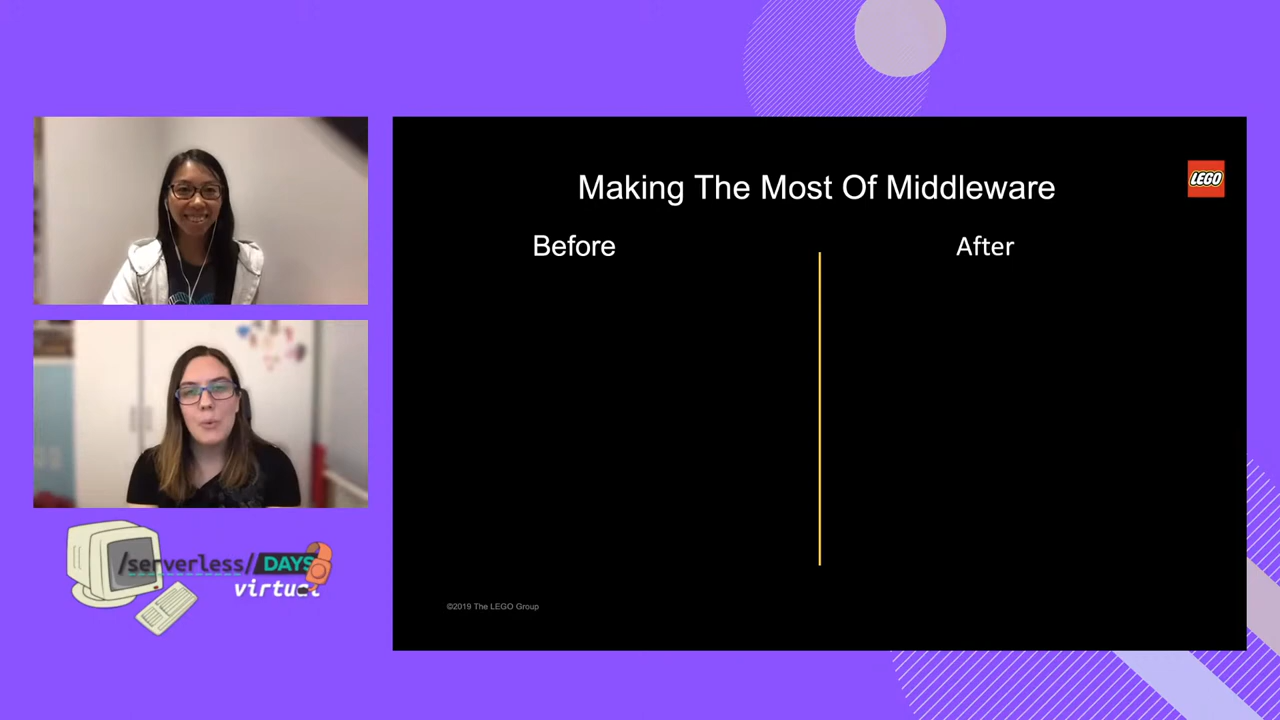 Making The Most Of Middleware
LEGO
Before
After
©2019 The LEGO Group
/serverless/DAYS
virtual